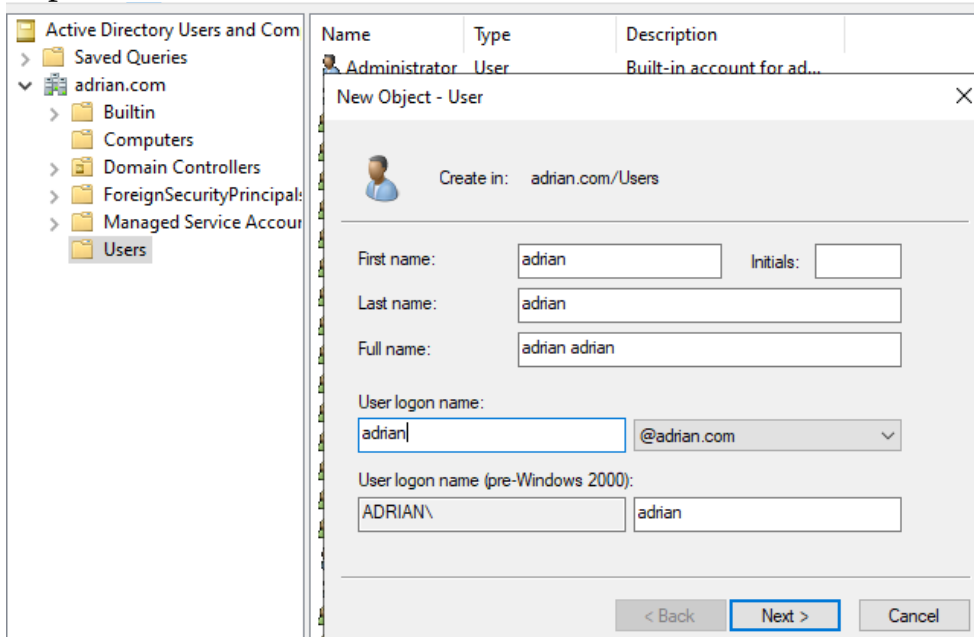 Active Directory Users and Com
Saved Queries
adrian.com
Builtin
Computers
Domain Controllers
ForeignSecurityPrincipals
Managed Service Accour
Users
Name Type Description
Administrator User Built-in account for ad...
New Object - User
Create in: adrian.com/Users
First name: adrian Initials:
Last name: adrian
Full name: adrian adrian
User logon name:
adrian @adrian.com
User logon name (pre-Windows 2000):
ADRIAN\ adrian
< Back Next > Cancel